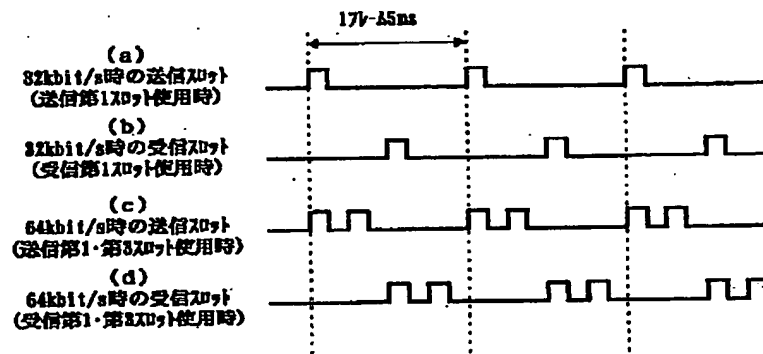 1フレーム5ms
(a)
32kbit/s時の送信スロット
(送信第1スロット使用時)
(b)
32kbit/s時の受信スロット
(受信第1スロット使用時)
(c)
64kbit/s時の送信スロット
(送信第1・第3スロット使用時)
(d)
64kbit/s時の受信スロット
(受信第1・第3スロット使用時)